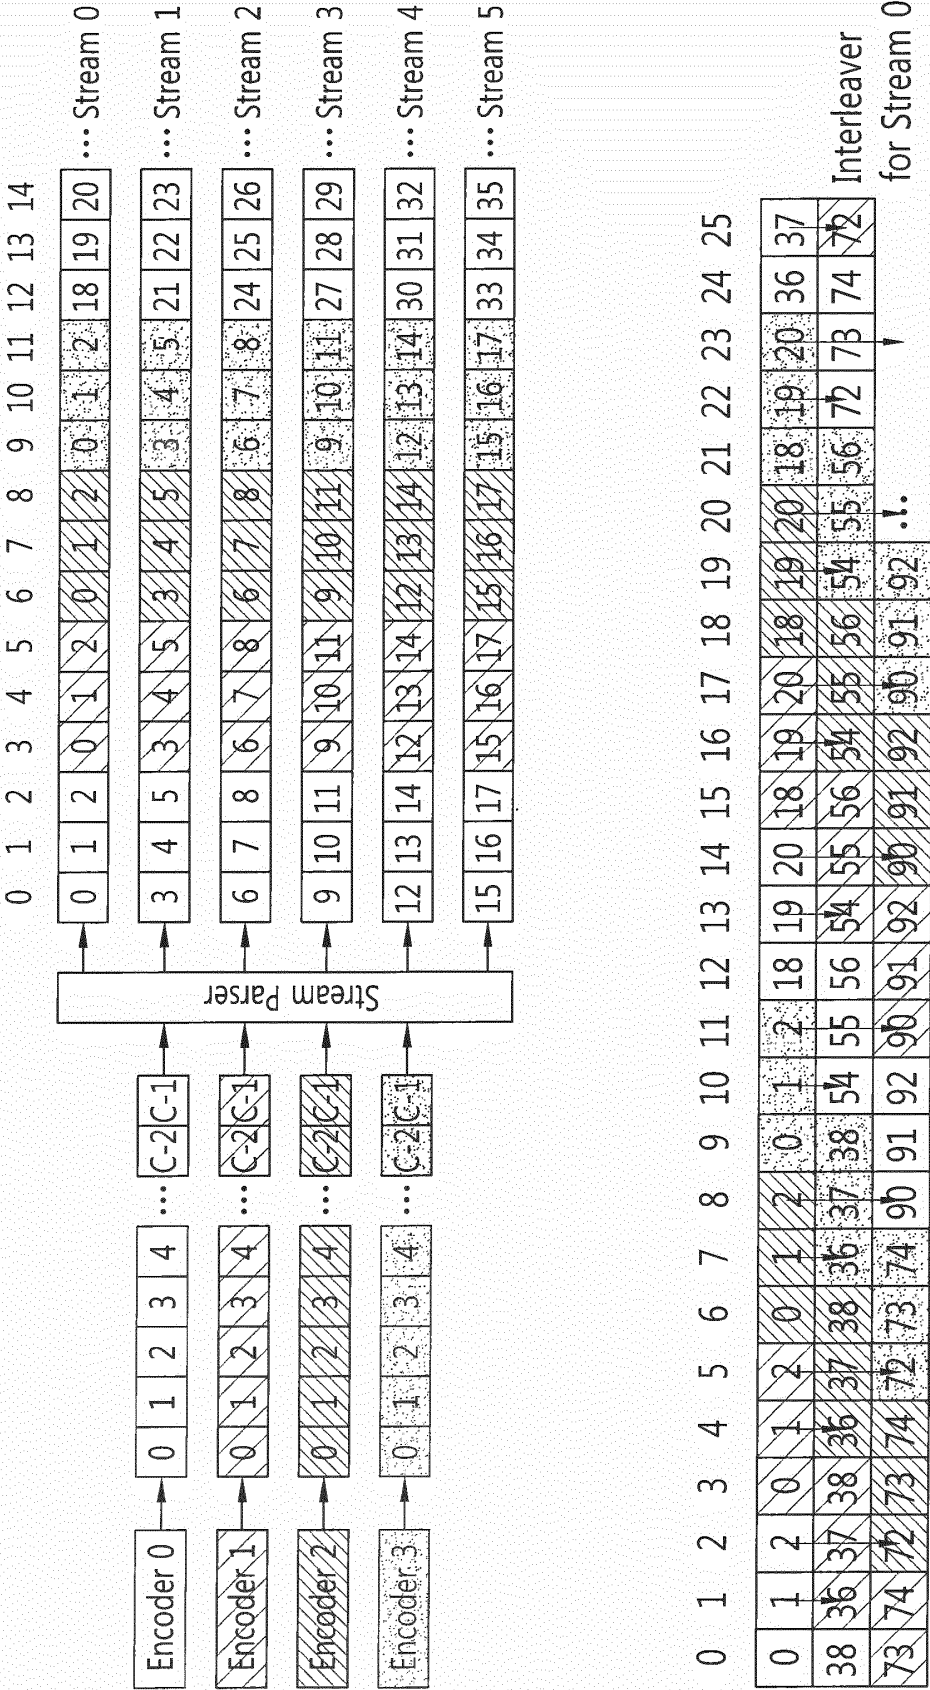 Encoder 0
0 1 2 3 4 ... C-2 C-1
Encoder 1
0 1 2 3 4 ... C-2 C-1
Encoder 2
0 1 2 3 4 ... C-2 C-1
Encoder 3
0 1 2 3 4 ... C-2 C-1
Stream Parser
0 1 2 3 4 5 6 7 8 9 10 11 12 13 14
0 1 2 0 1 2 0 1 2 0 1 2 18 19 20 ... Stream 0
3 4 5 3 4 5 3 4 5 3 4 5 21 22 23 ... Stream 1
6 7 8 6 7 8 6 7 8 6 7 8 24 25 26 ... Stream 2
9 10 11 9 10 11 9 10 11 9 10 11 27 28 29 ... Stream 3
12 13 14 12 13 14 12 13 14 12 13 14 30 31 32 ... Stream 4
15 16 17 15 16 17 15 16 17 15 16 17 33 34 35 ... Stream 5
0 1 2 3 4 5 6 7 8 9 10 11 12 13 14 15 16 17 18 19 20 21 22 23 24 25
0 1 2 0 1 2 0 1 2 0 1 2 18 19 20 18 19 20 18 19 20 18 19 20 36 37
38 36 37 38 36 37 38 36 37 38 54 55 56 54 55 56 54 55 56 54 55 56 72 73 74 72
73 74 72 73 74 72 73 74 90 91 92 90 91 92 90 91 92 90 91 92 ...
Interleaver
for Stream 0